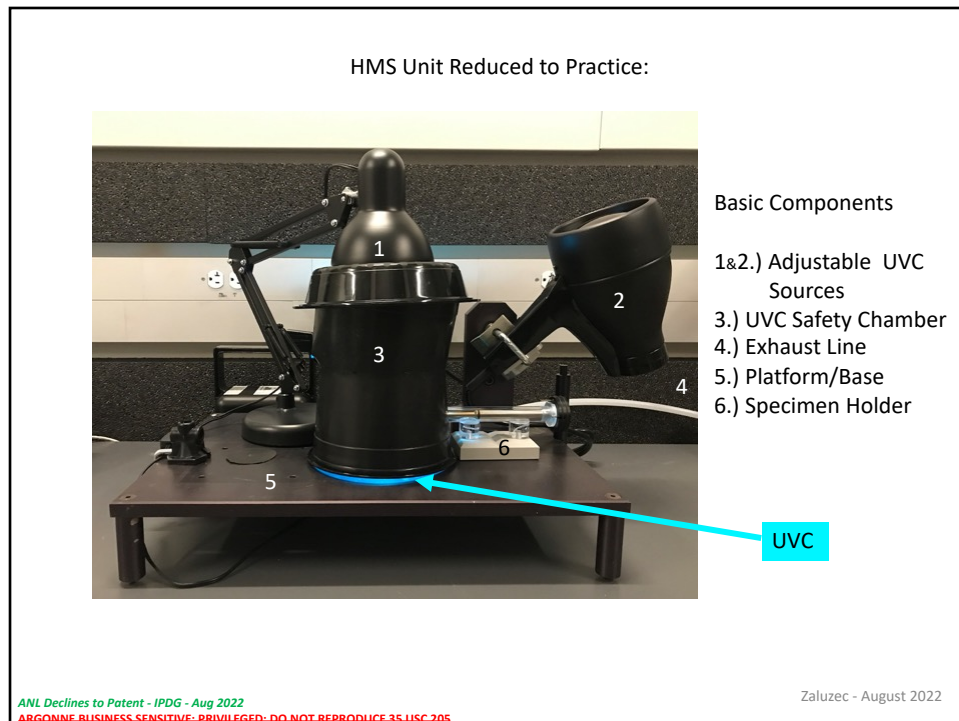 HMS Unit Reduced to Practice:
1
2
3
4
5
6
Basic Components
1&2.) Adjustable UVC
Sources
3.) UVC Safety Chamber
4.) Exhaust Line
5.) Platform/Base
6.) Specimen Holder
UVC
ANL Declines to Patent - IPDG - Aug 2022
ARGONNE BUSINESS SENSITIVE; PRIVILEGED; DO NOT REPRODUCE 35 USC 205
Zaluzec - August 2022